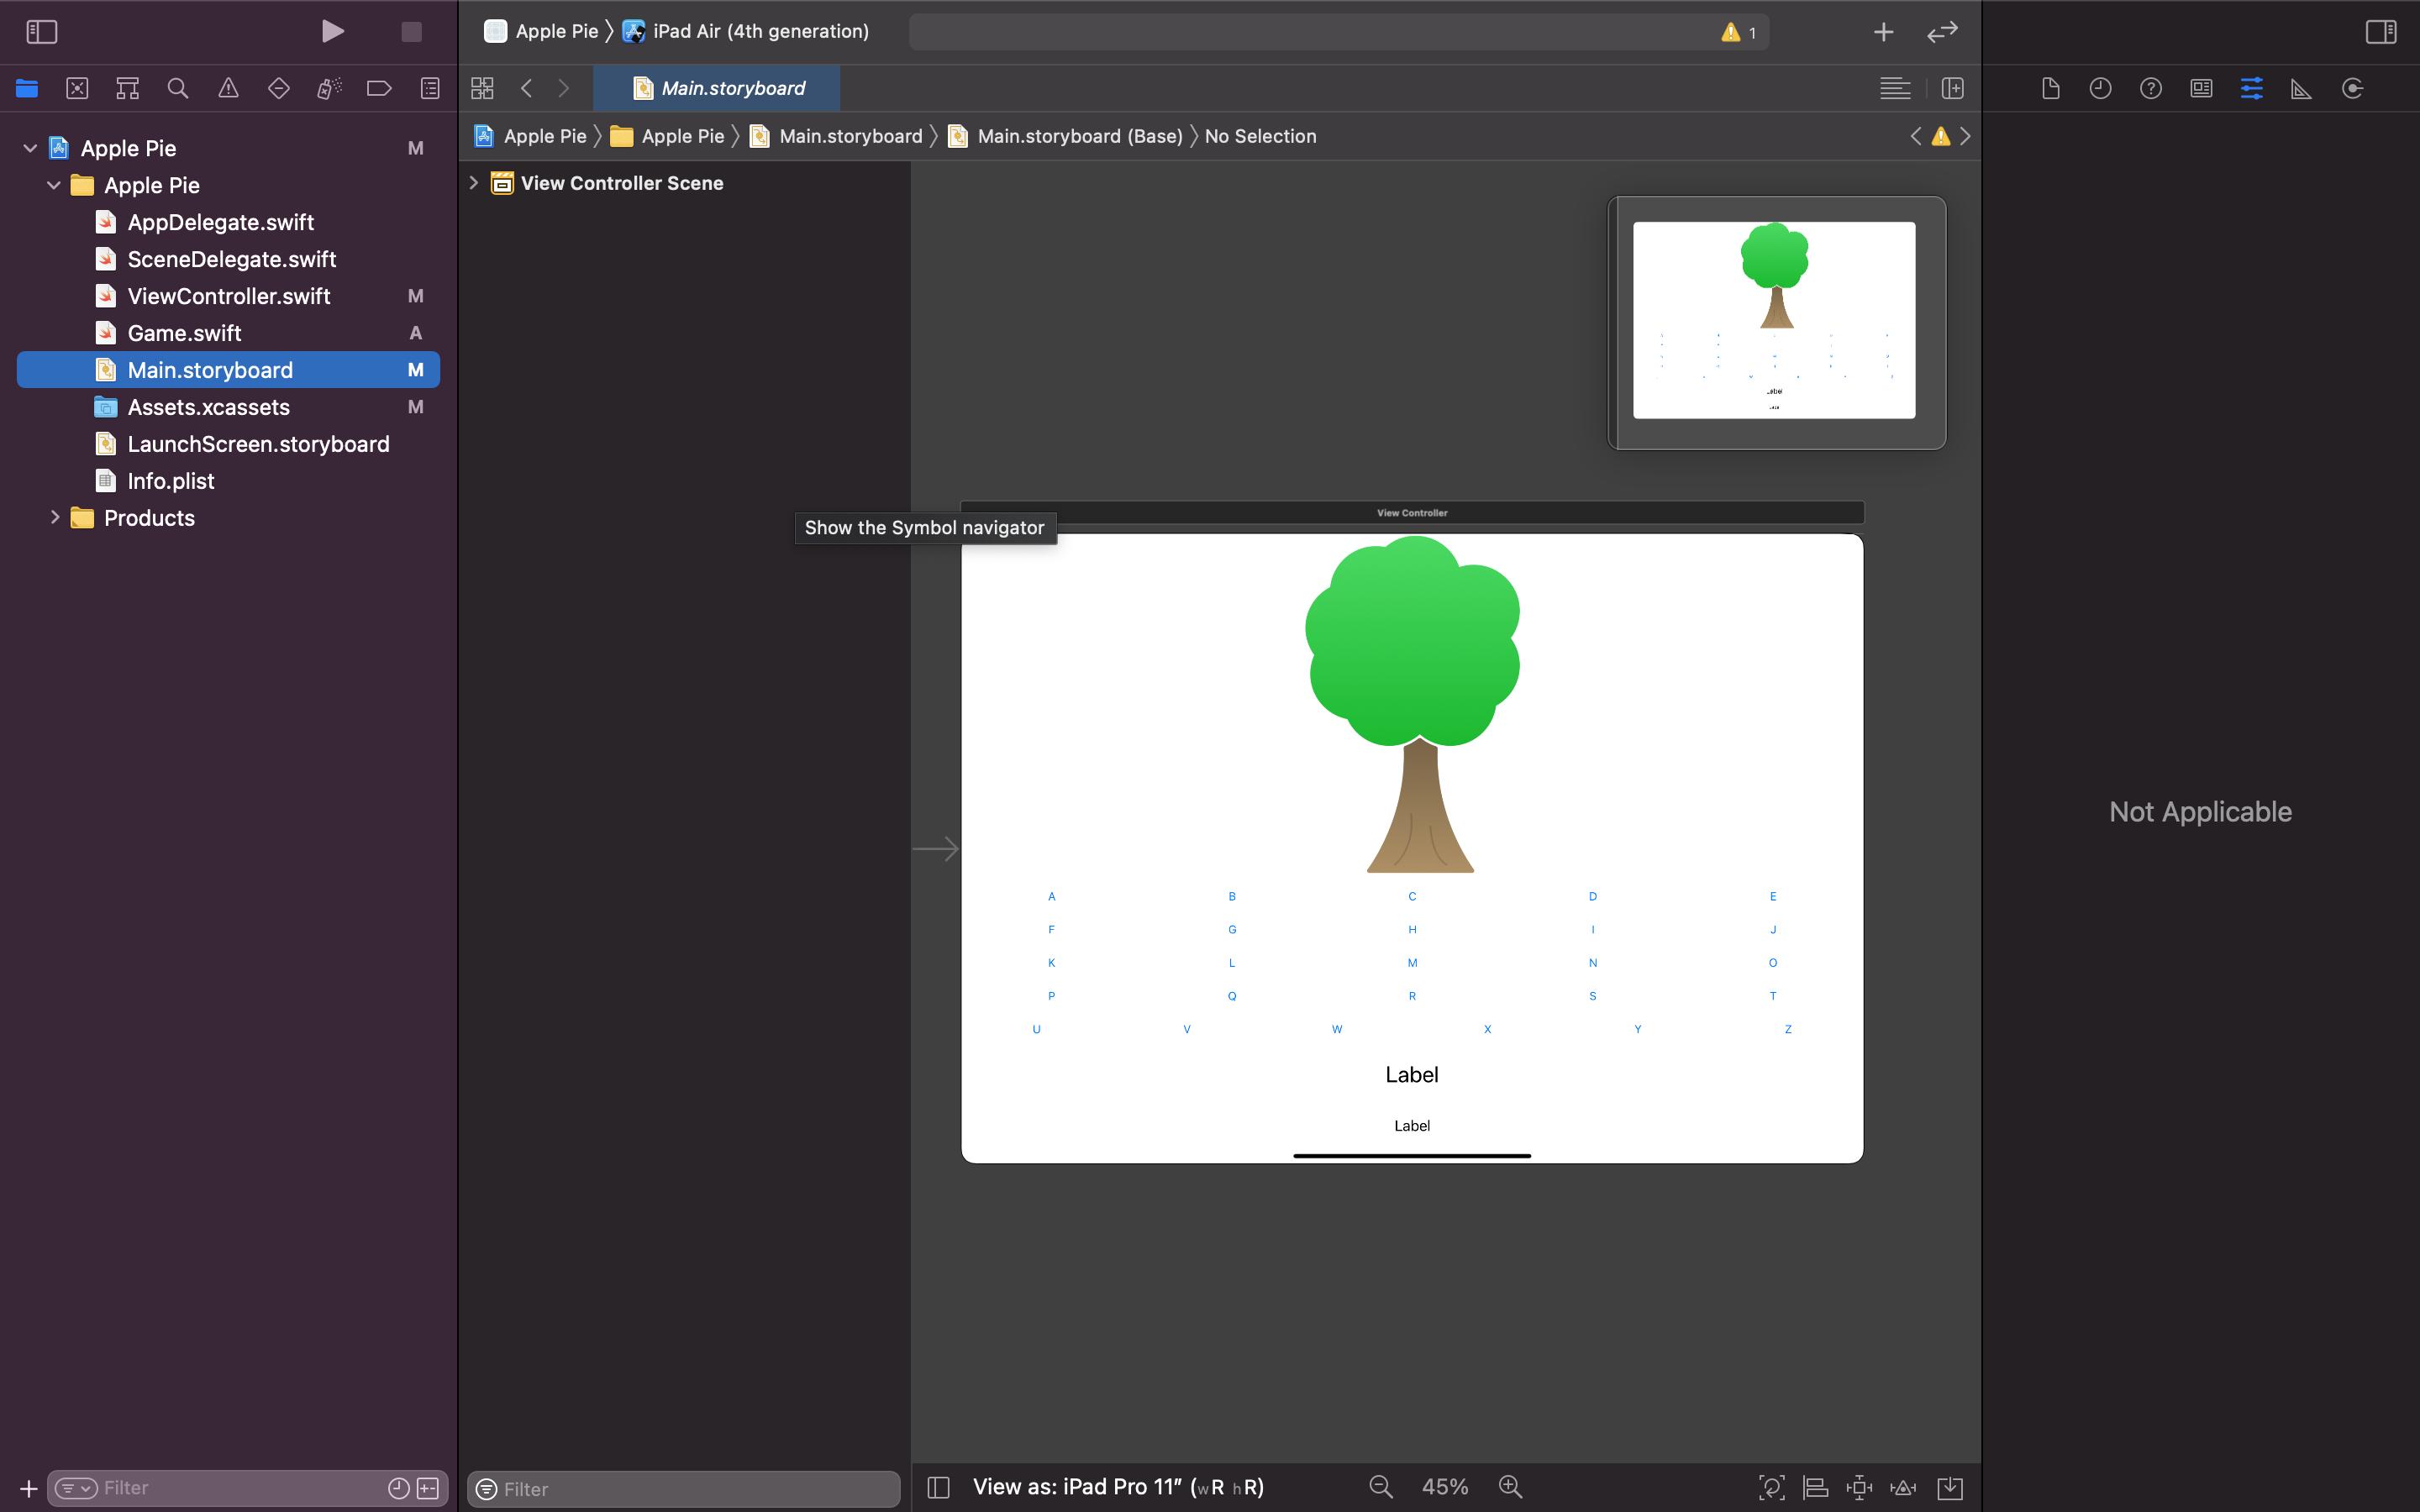 Apple Pie
iPad Air (4th generation)
1
Main.storyboard
Apple Pie
Apple Pie
Main.storyboard
Main.storyboard (Base)
No Selection
Apple Pie M
Apple Pie
AppDelegate.swift
SceneDelegate.swift
ViewController.swift M
Game.swift A
Main.storyboard M
Assets.xcassets M
LaunchScreen.storyboard
Info.plist
Products
View Controller Scene
Label
Show the Symbol navigator
View Controller
A B C D E
F G H I J
K L M N O
P Q R S T
U V W X Y Z
Label
Label
Not Applicable
Filter
Filter
View as: iPad Pro 11” (wR hR)
45%